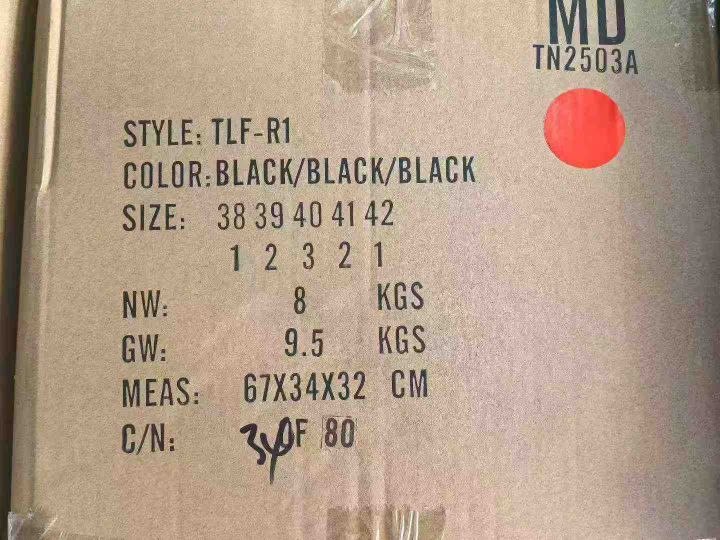 MD
TN2503A
STYLE: TLF-R1
COLOR:BLACK/BLACK/BLACK
SIZE: 38 39 40 41 42
1 2 3 2 1
NW: 8 KGS
GW: 9.5 KGS
MEAS: 67X34X32 CM
C/N: OF 80